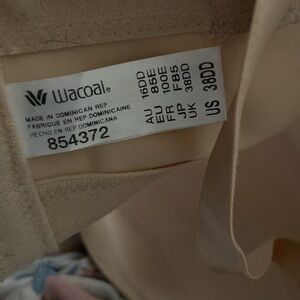 Wacoal®
MADE IN DOMINICAN REP
FABRIQUE EN REP DOMINICAINE
HECHO EN REP DOMINICANA
854372
AU 16DD
EU 85E
FR 100E
JP F85
UK 38DD
US 38DD